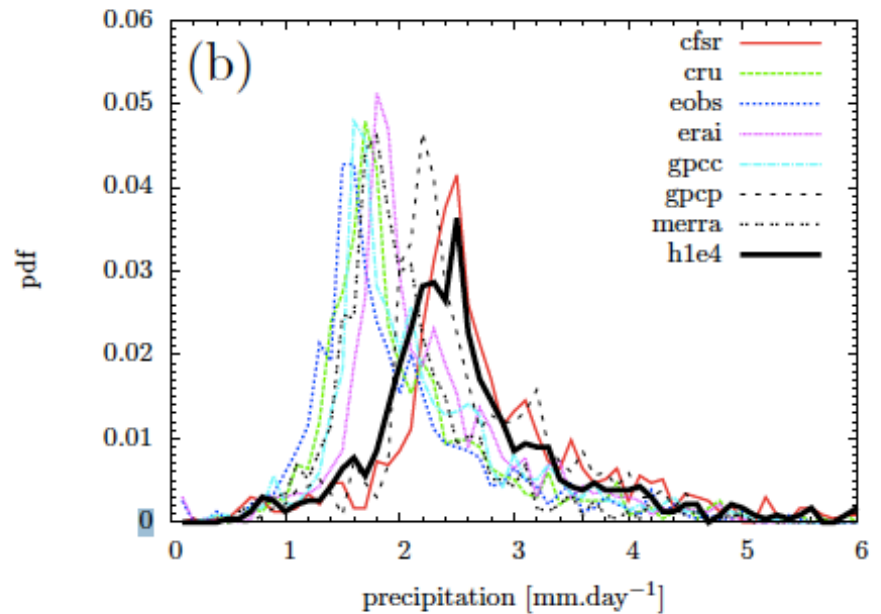 0.06
(b)
cfsr
cru
0.05
eobs
erai
0.04
gpcc
gpcp
merra
pdf
0.03
h1e4
0.02
0.01
0
0 1 2 3 4 5 6
precipitation [mm.day⁻¹]